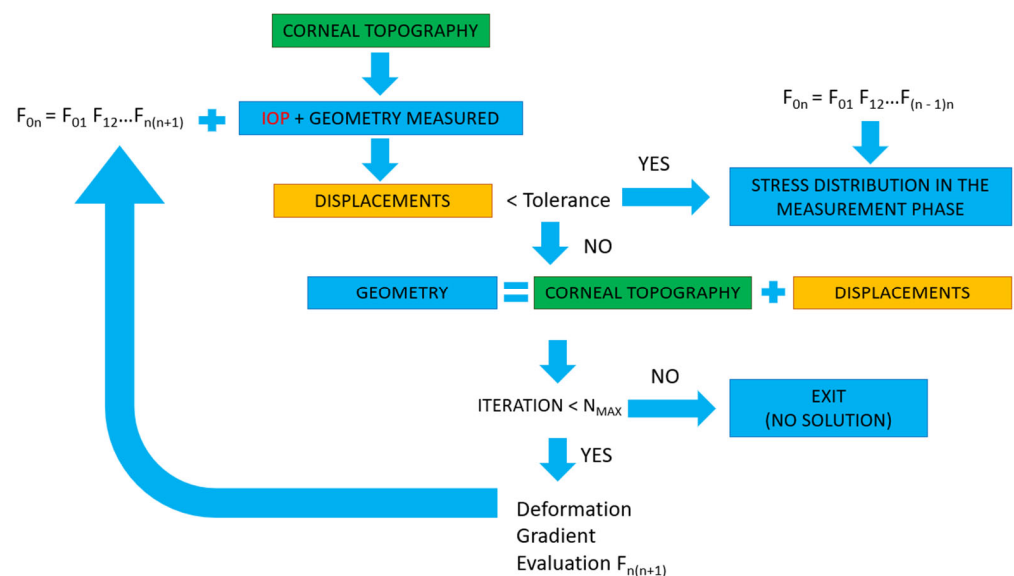 CORNEAL TOPOGRAPHY
F₀ₙ = F₀₁ F₁₂...Fₙ₍ₙ₊₁₎ + IOP + GEOMETRY MEASURED
F₀ₙ = F₀₁ F₁₂...F₍ₙ ₋ ₁₎ₙ
DISPLACEMENTS < Tolerance
YES
STRESS DISTRIBUTION IN THE
MEASUREMENT PHASE
NO
GEOMETRY = CORNEAL TOPOGRAPHY + DISPLACEMENTS
ITERATION < N_MAX
NO
EXIT
(NO SOLUTION)
YES
Deformation
Gradient
Evaluation Fₙ₍ₙ₊₁₎